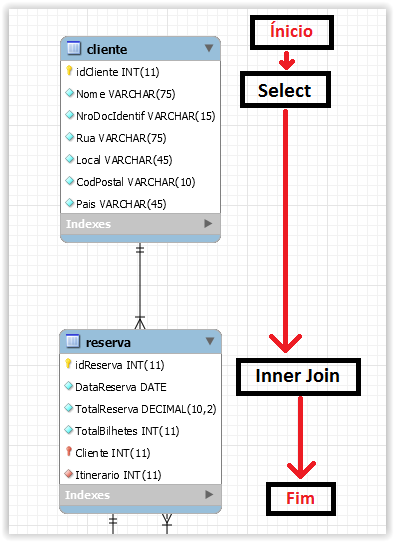 cliente
idCliente INT(11)
Nome VARCHAR(75)
NroDocIdentif VARCHAR(15)
Rua VARCHAR(75)
Local VARCHAR(45)
CodPostal VARCHAR(10)
Pais VARCHAR(45)
Indexes
reserva
idReserva INT(11)
DataReserva DATE
TotalReserva DECIMAL(10,2)
TotalBilhetes INT(11)
Cliente INT(11)
Itinerario INT(11)
Indexes
Ínicio
Select
Inner Join
Fim